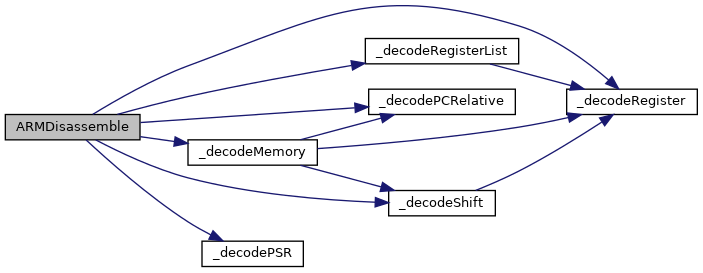 _decodeRegisterList
_decodePCRelative
_decodeRegister
ARMDisassemble
_decodeMemory
_decodeShift
_decodePSR